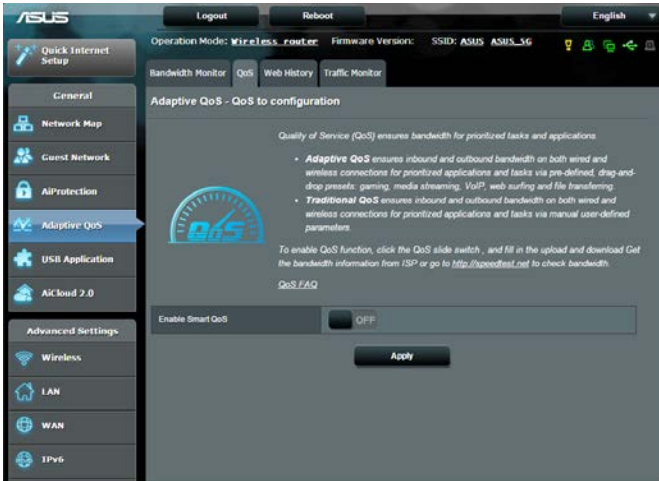 ASUS
Logout
Reboot
English
Quick Internet Setup
Operation Mode: Wireless router Firmware Version: SSID: ASUS ASUS_5G
Bandwidth Monitor
QoS
Web History
Traffic Monitor
General
Network Map
Guest Network
AiProtection
Adaptive QoS
USB Application
AiCloud 2.0
Advanced Settings
Wireless
LAN
WAN
IPv6
Adaptive QoS - QoS to configuration
QoS
Quality of Service (QoS) ensures bandwidth for prioritized tasks and applications.
• Adaptive QoS ensures inbound and outbound bandwidth on both wired and
wireless connections for prioritized applications and tasks via pre-defined, drag-and-
drop presets: gaming, media streaming, VoIP, web surfing and file transferring.
• Traditional QoS ensures inbound and outbound bandwidth on both wired and
wireless connections for prioritized applications and tasks via manual user-defined
parameters.
To enable QoS function, click the QoS slide switch , and fill in the upload and download Get
the bandwidth information from ISP or go to http://speedtest.net to check bandwidth.
QoS FAQ
Enable Smart QoS
OFF
Apply